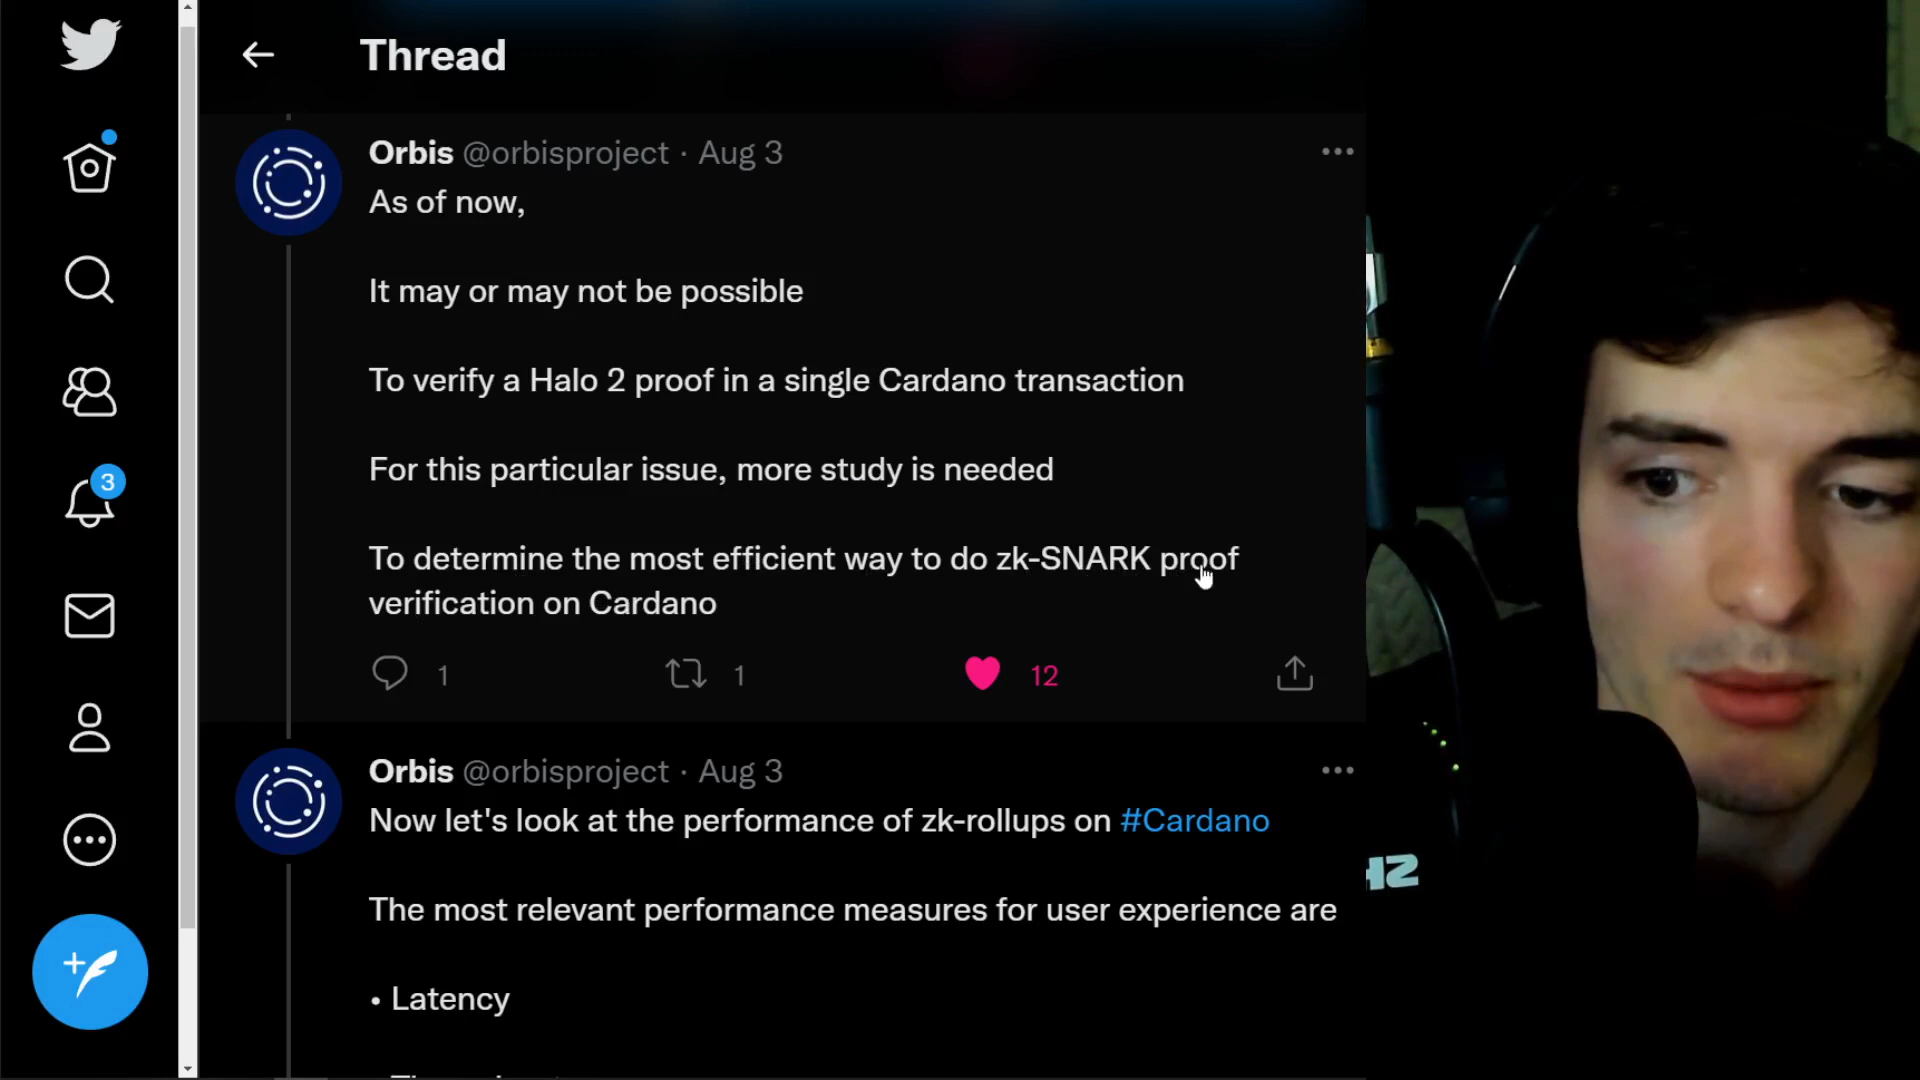 Thread
Orbis @orbisproject · Aug 3
As of now,
It may or may not be possible
To verify a Halo 2 proof in a single Cardano transaction
For this particular issue, more study is needed
To determine the most efficient way to do zk-SNARK proof
verification on Cardano
1 1 12
3
Orbis @orbisproject · Aug 3
Now let's look at the performance of zk-rollups on #Cardano
The most relevant performance measures for user experience are
• Latency